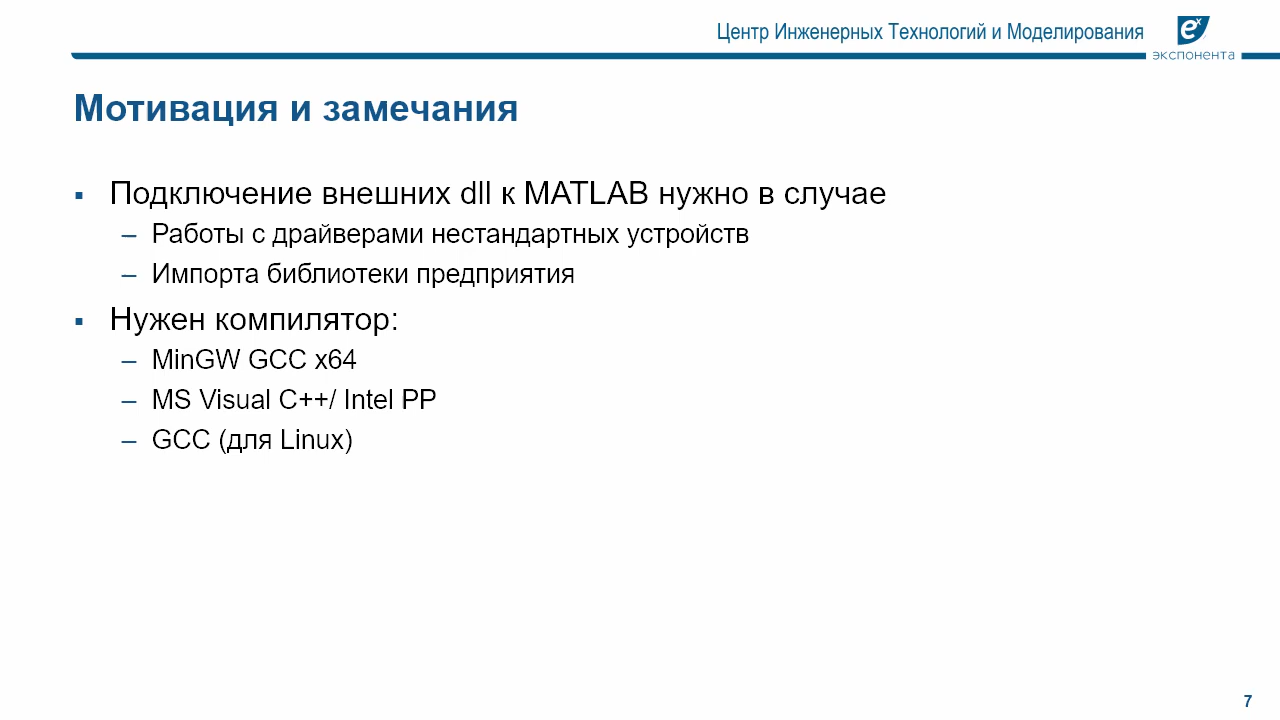 Центр Инженерных Технологий и Моделирования
ex
экспонента
Мотивация и замечания
▪ Подключение внешних dll к MATLAB нужно в случае
– Работы с драйверами нестандартных устройств
– Импорта библиотеки предприятия
▪ Нужен компилятор:
– MinGW GCC x64
– MS Visual C++/ Intel PP
– GCC (для Linux)
7